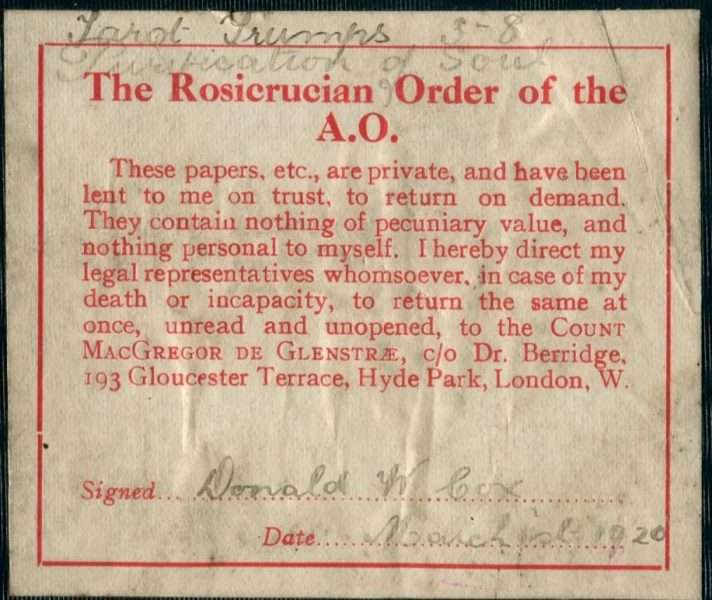 Tarot Trumps 3-8
Purification of Soul
The Rosicrucian Order of the
A.O.
These papers, etc., are private, and have been
lent to me on trust, to return on demand.
They contain nothing of pecuniary value, and
nothing personal to myself. I hereby direct my
legal representatives whomsoever, in case of my
death or incapacity, to return the same at
once, unread and unopened, to the COUNT
MACGREGOR DE GLENSTRÆ, c/o Dr. Berridge,
193 Gloucester Terrace, Hyde Park, London, W.
Signed... Donald W Cox
Date..... March 1st 1920